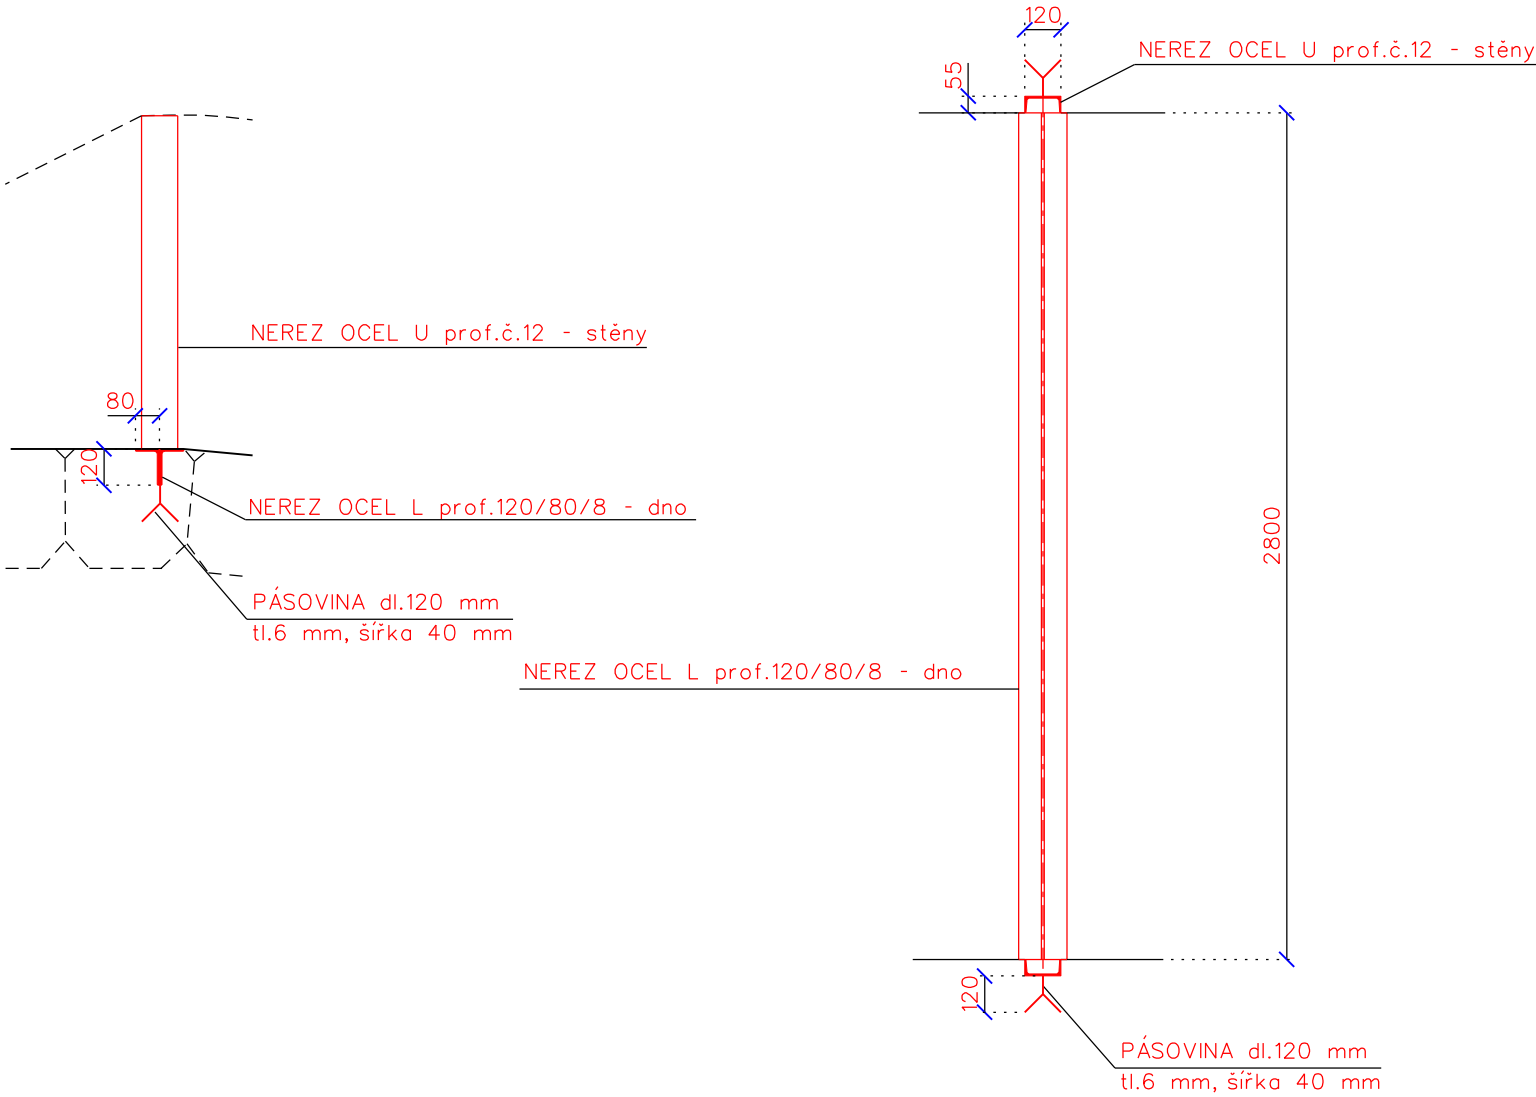 120
NEREZ OCEL U prof.č.12 - stěny
55
NEREZ OCEL U prof.č.12 - stěny
80
120
NEREZ OCEL L prof.120/80/8 - dno
2800
PÁSOVINA dl.120 mm
tl.6 mm, šířka 40 mm
NEREZ OCEL L prof.120/80/8 - dno
120
PÁSOVINA dl.120 mm
tl.6 mm, šířka 40 mm